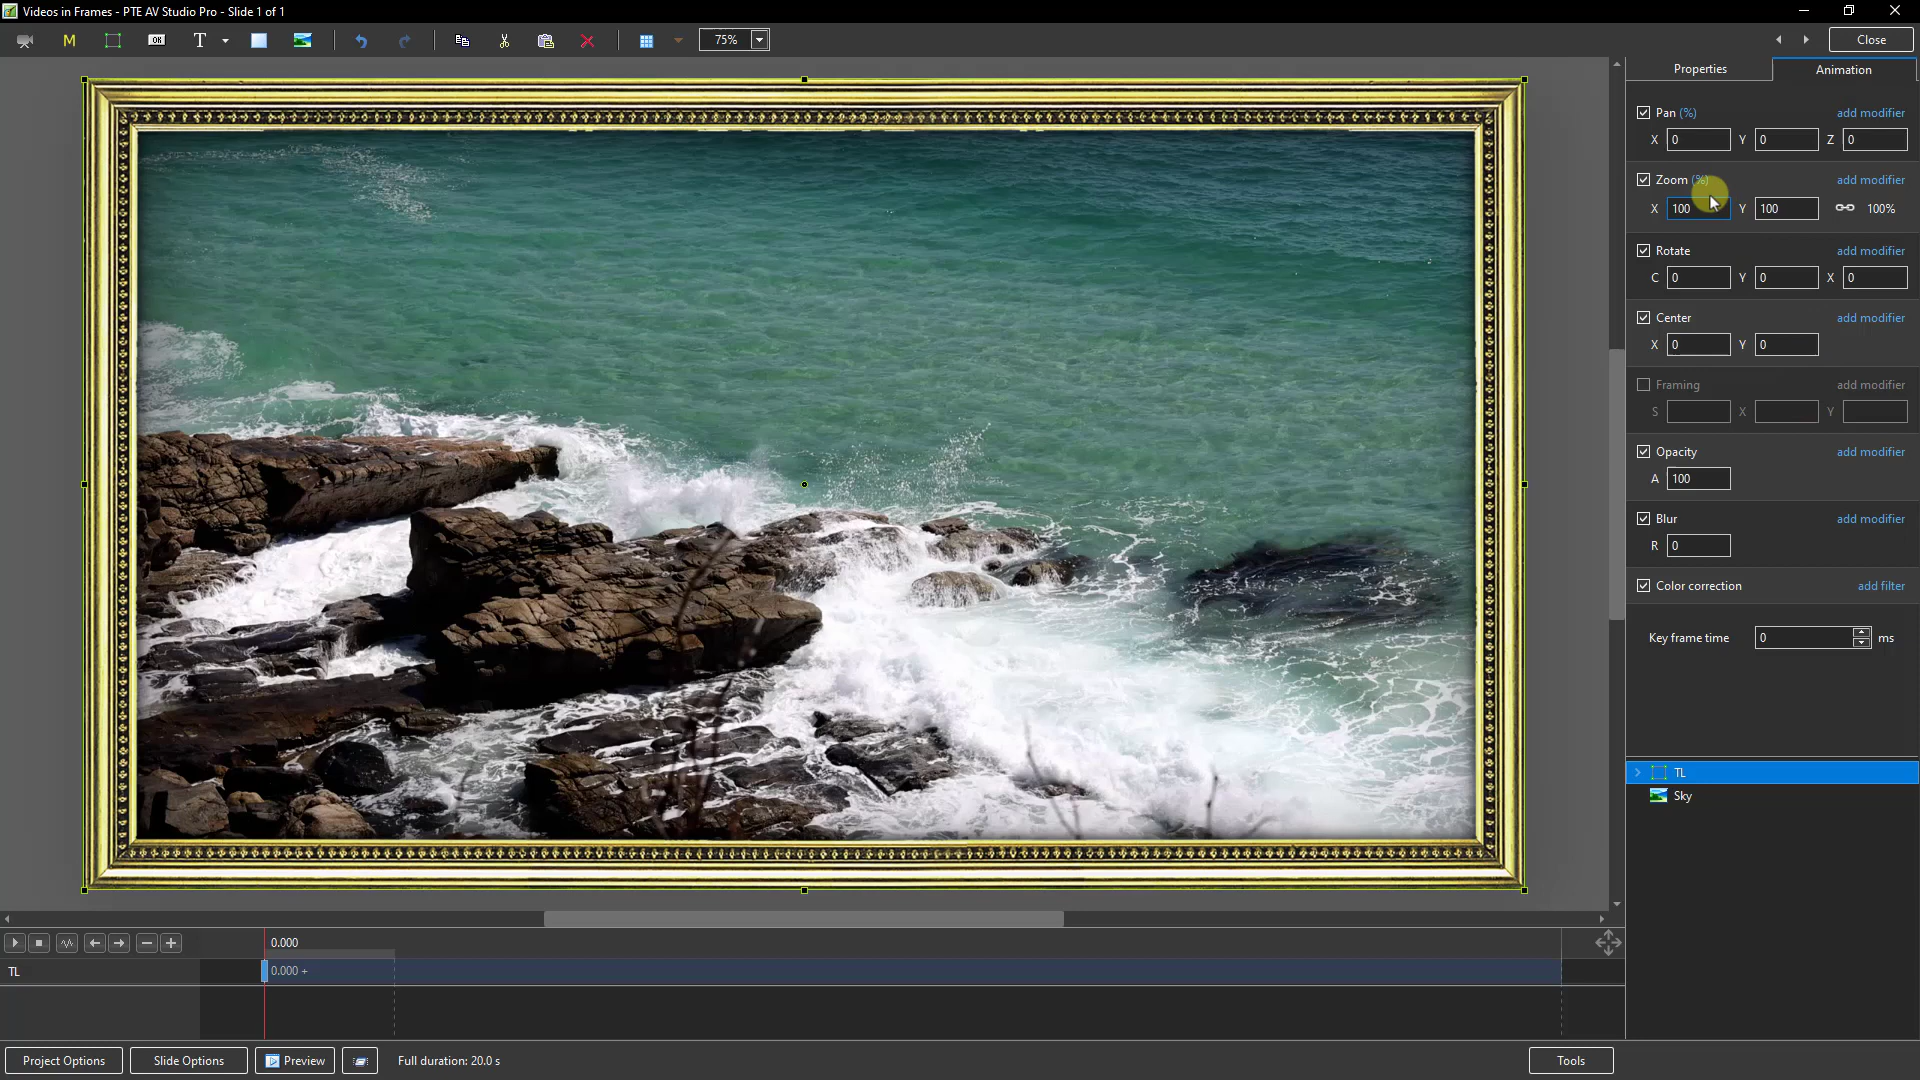 Videos in Frames - PTE AV Studio Pro - Slide 1 of 1
M OK T 75% Close
Properties Animation
Pan (%) add modifier
X 0 Y 0 Z 0
Zoom (%) add modifier
X 100 Y 100 100%
Rotate add modifier
C 0 Y 0 X 0
Center add modifier
X 0 Y 0
Framing add modifier
S X Y
Opacity add modifier
A 100
Blur add modifier
R 0
Color correction add filter
Key frame time 0 ms
TL
Sky
0.000
TL 0.000 +
Project Options Slide Options Preview Full duration: 20.0 s Tools